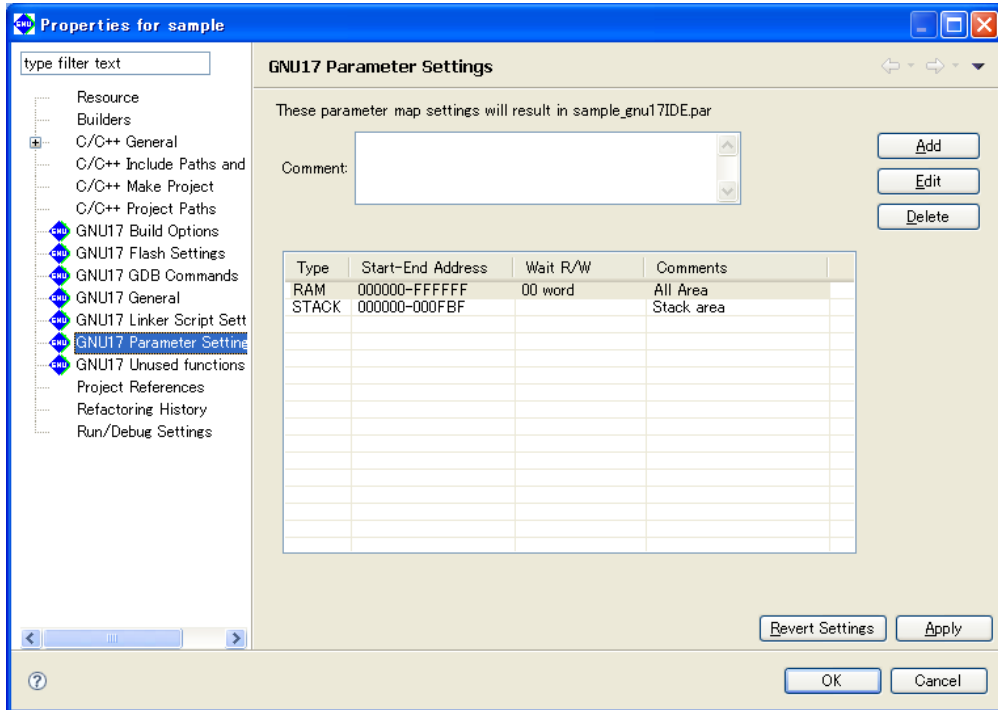 Properties for sample
type filter text
Resource
Builders
C/C++ General
C/C++ Include Paths and
C/C++ Make Project
C/C++ Project Paths
GNU17 Build Options
GNU17 Flash Settings
GNU17 GDB Commands
GNU17 General
GNU17 Linker Script Sett
GNU17 Parameter Setting
GNU17 Unused functions
Project References
Refactoring History
Run/Debug Settings
GNU17 Parameter Settings
These parameter map settings will result in sample_gnu17IDE.par
Comment:
Add
Edit
Delete
Type Start-End Address Wait R/W Comments
RAM 000000-FFFFFF 00 word All Area
STACK 000000-000FBF Stack area
Revert Settings Apply
OK Cancel